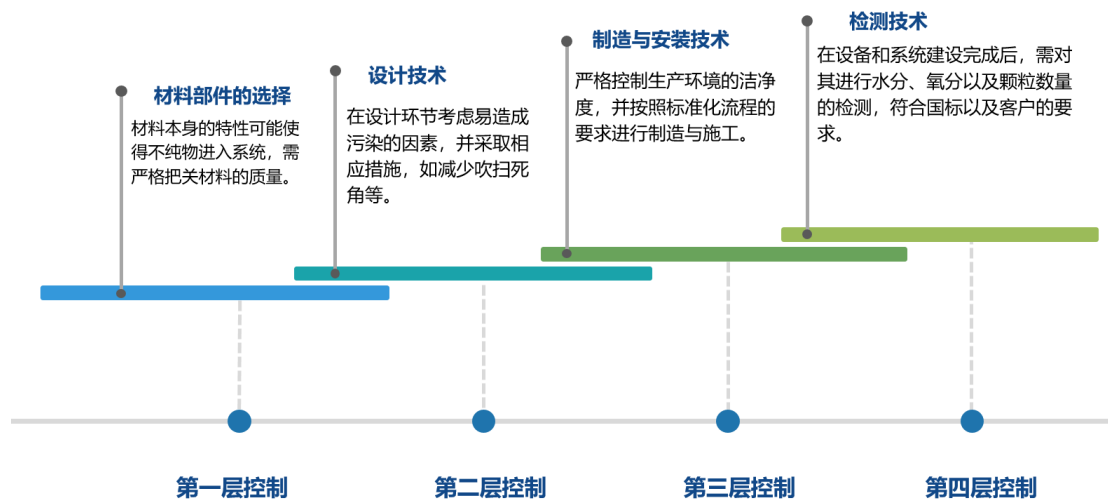 材料部件的选择
材料本身的特性可能使
得不纯物进入系统，需
严格把关材料的质量。
设计技术
在设计环节考虑易造成
污染的因素，并采取相
应措施，如减少吹扫死
角等。
制造与安装技术
严格控制生产环境的洁净
度，并按照标准化流程的
要求进行制造与施工。
检测技术
在设备和系统建设完成后，需对
其进行水分、氧分以及颗粒数量
的检测，符合国标以及客户的要
求。
第一层控制
第二层控制
第三层控制
第四层控制